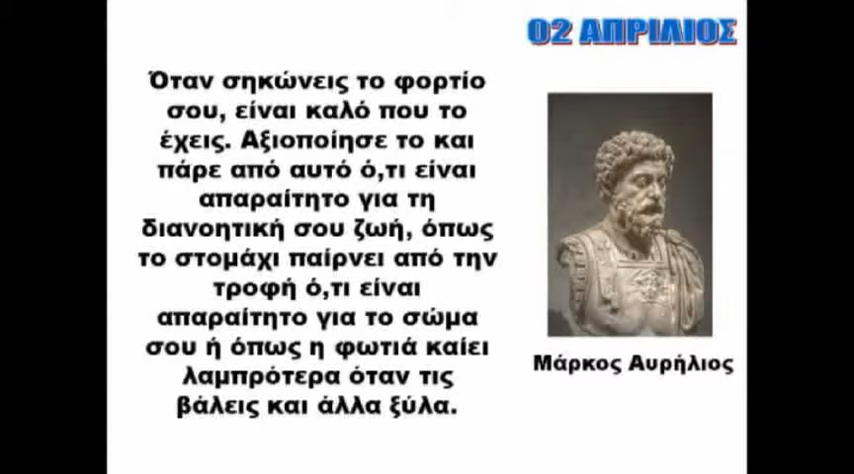 02 ΑΠΡΙΛΙΟΣ
Όταν σηκώνεις το φορτίο
σου, είναι καλό που το
έχεις. Αξιοποίησε το και
πάρε από αυτό ό,τι είναι
απαραίτητο για τη
διανοητική σου ζωή, όπως
το στομάχι παίρνει από την
τροφή ό,τι είναι
απαραίτητο για το σώμα
σου ή όπως η φωτιά καίει
λαμπρότερα όταν τις
βάλεις και άλλα ξύλα.
Μάρκος Αυρήλιος